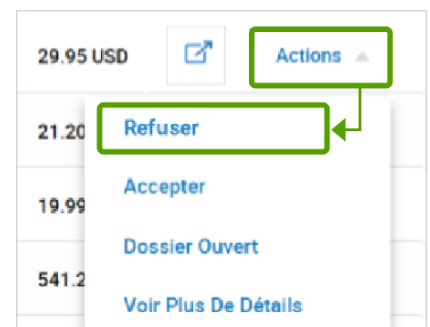 29.95 USD Actions
21.20 Refuser
Accepter
19.99
Dossier Ouvert
541.2
Voir Plus De Détails